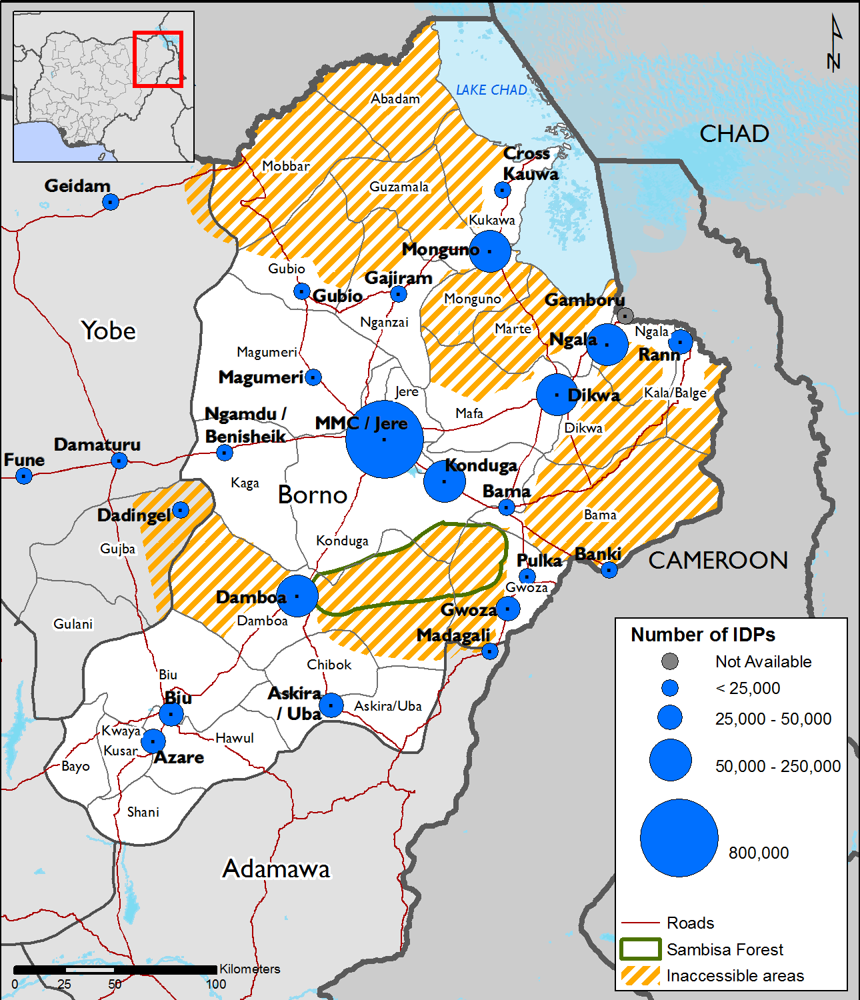 N
LAKE CHAD
CHAD
Abadam
Cross
Kauwa
Mobbar
Geidam
Guzamala
Kukawa
Monguno
Gubio
Gajiram
Gubio
Monguno
Gamboru
Yobe
Nganzai
Marte
Ngala
Ngala
Rann
Magumeri
Magumeri
Jere
Dikwa
Kala/Balge
Ngamdu /
Benisheik
MMC / Jere
Mafa
Dikwa
Damaturu
Fune
Konduga
Kaga
Borno
Bama
Dadingel
Bama
Gujba
Konduga
Pulka
Banki
CAMEROON
Gwoza
Damboa
Gwoza
Damboa
Gulani
Madagali
Chibok
Biu
Biu
Askira
/ Uba
Askira/Uba
Kwaya
Kusar
Hawul
Azare
Bayo
Shani
Adamawa
Number of IDPs
Not Available
< 25,000
25,000 - 50,000
50,000 - 250,000
800,000
Roads
Sambisa Forest
Inaccessible areas
Kilometers
0 25 50 100